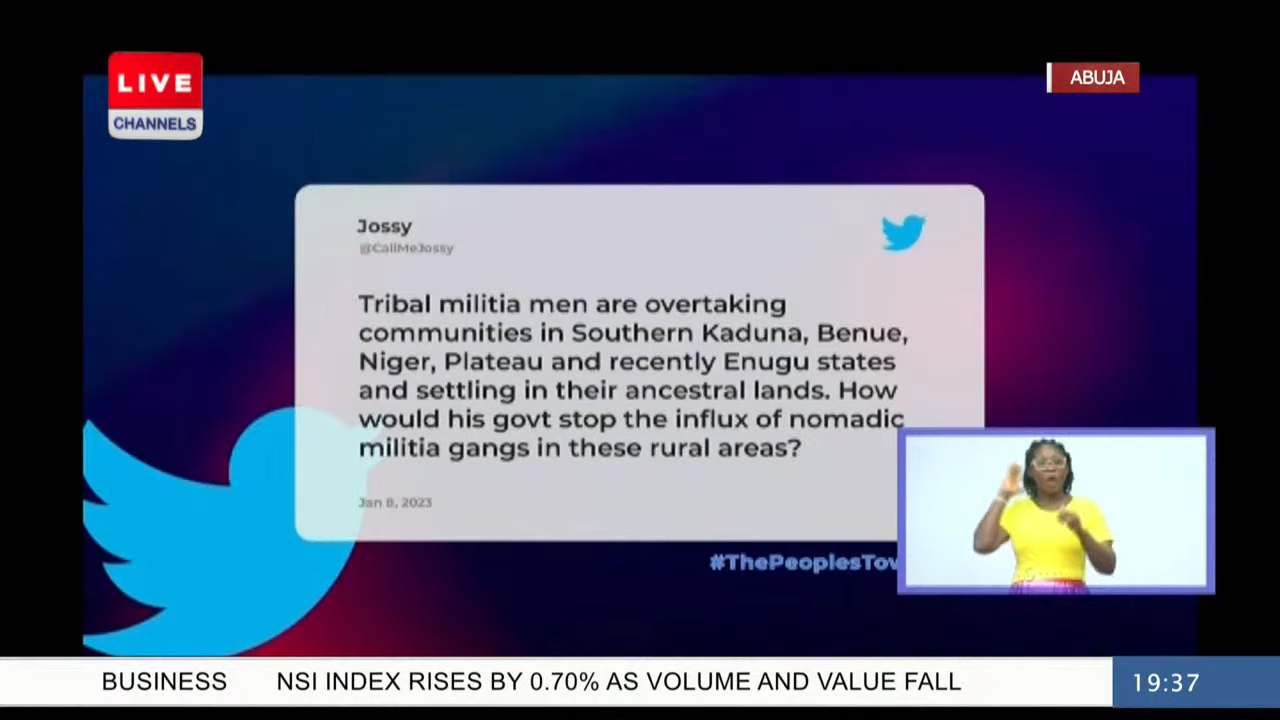 LIVE
CHANNELS
ABUJA
Jossy
@CallMeJossy
Tribal militia men are overtaking
communities in Southern Kaduna, Benue,
Niger, Plateau and recently Enugu states
and settling in their ancestral lands. How
would his govt stop the influx of nomadic
militia gangs in these rural areas?
Jan 8, 2023
#ThePeoplesTow
BUSINESS NSI INDEX RISES BY 0.70% AS VOLUME AND VALUE FALL
19:37